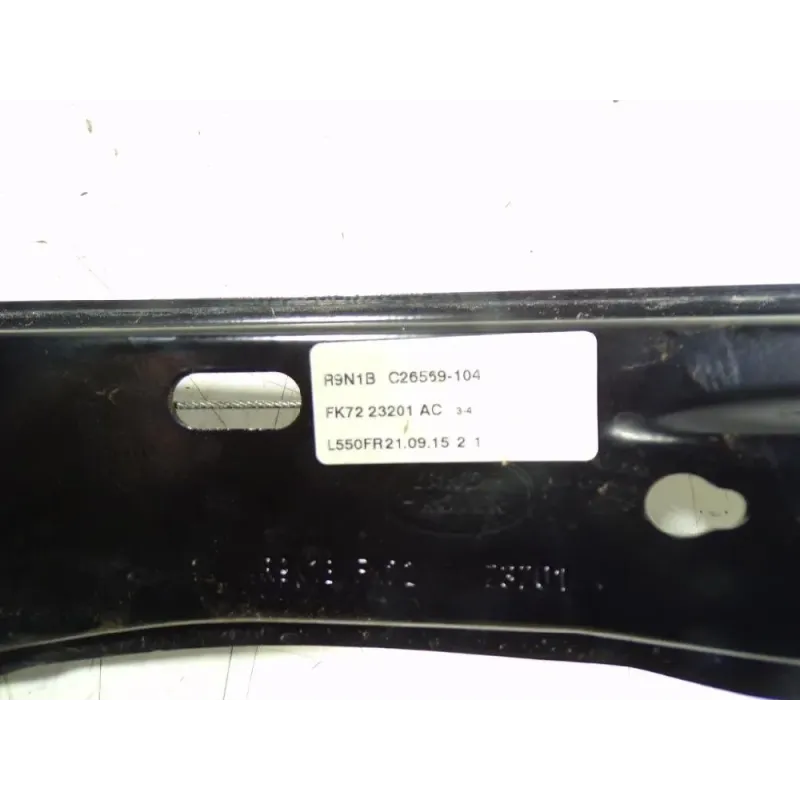 R9N1B C26569-104
FK72 23201 AC 3-4
L550FR21.09.15 2 1